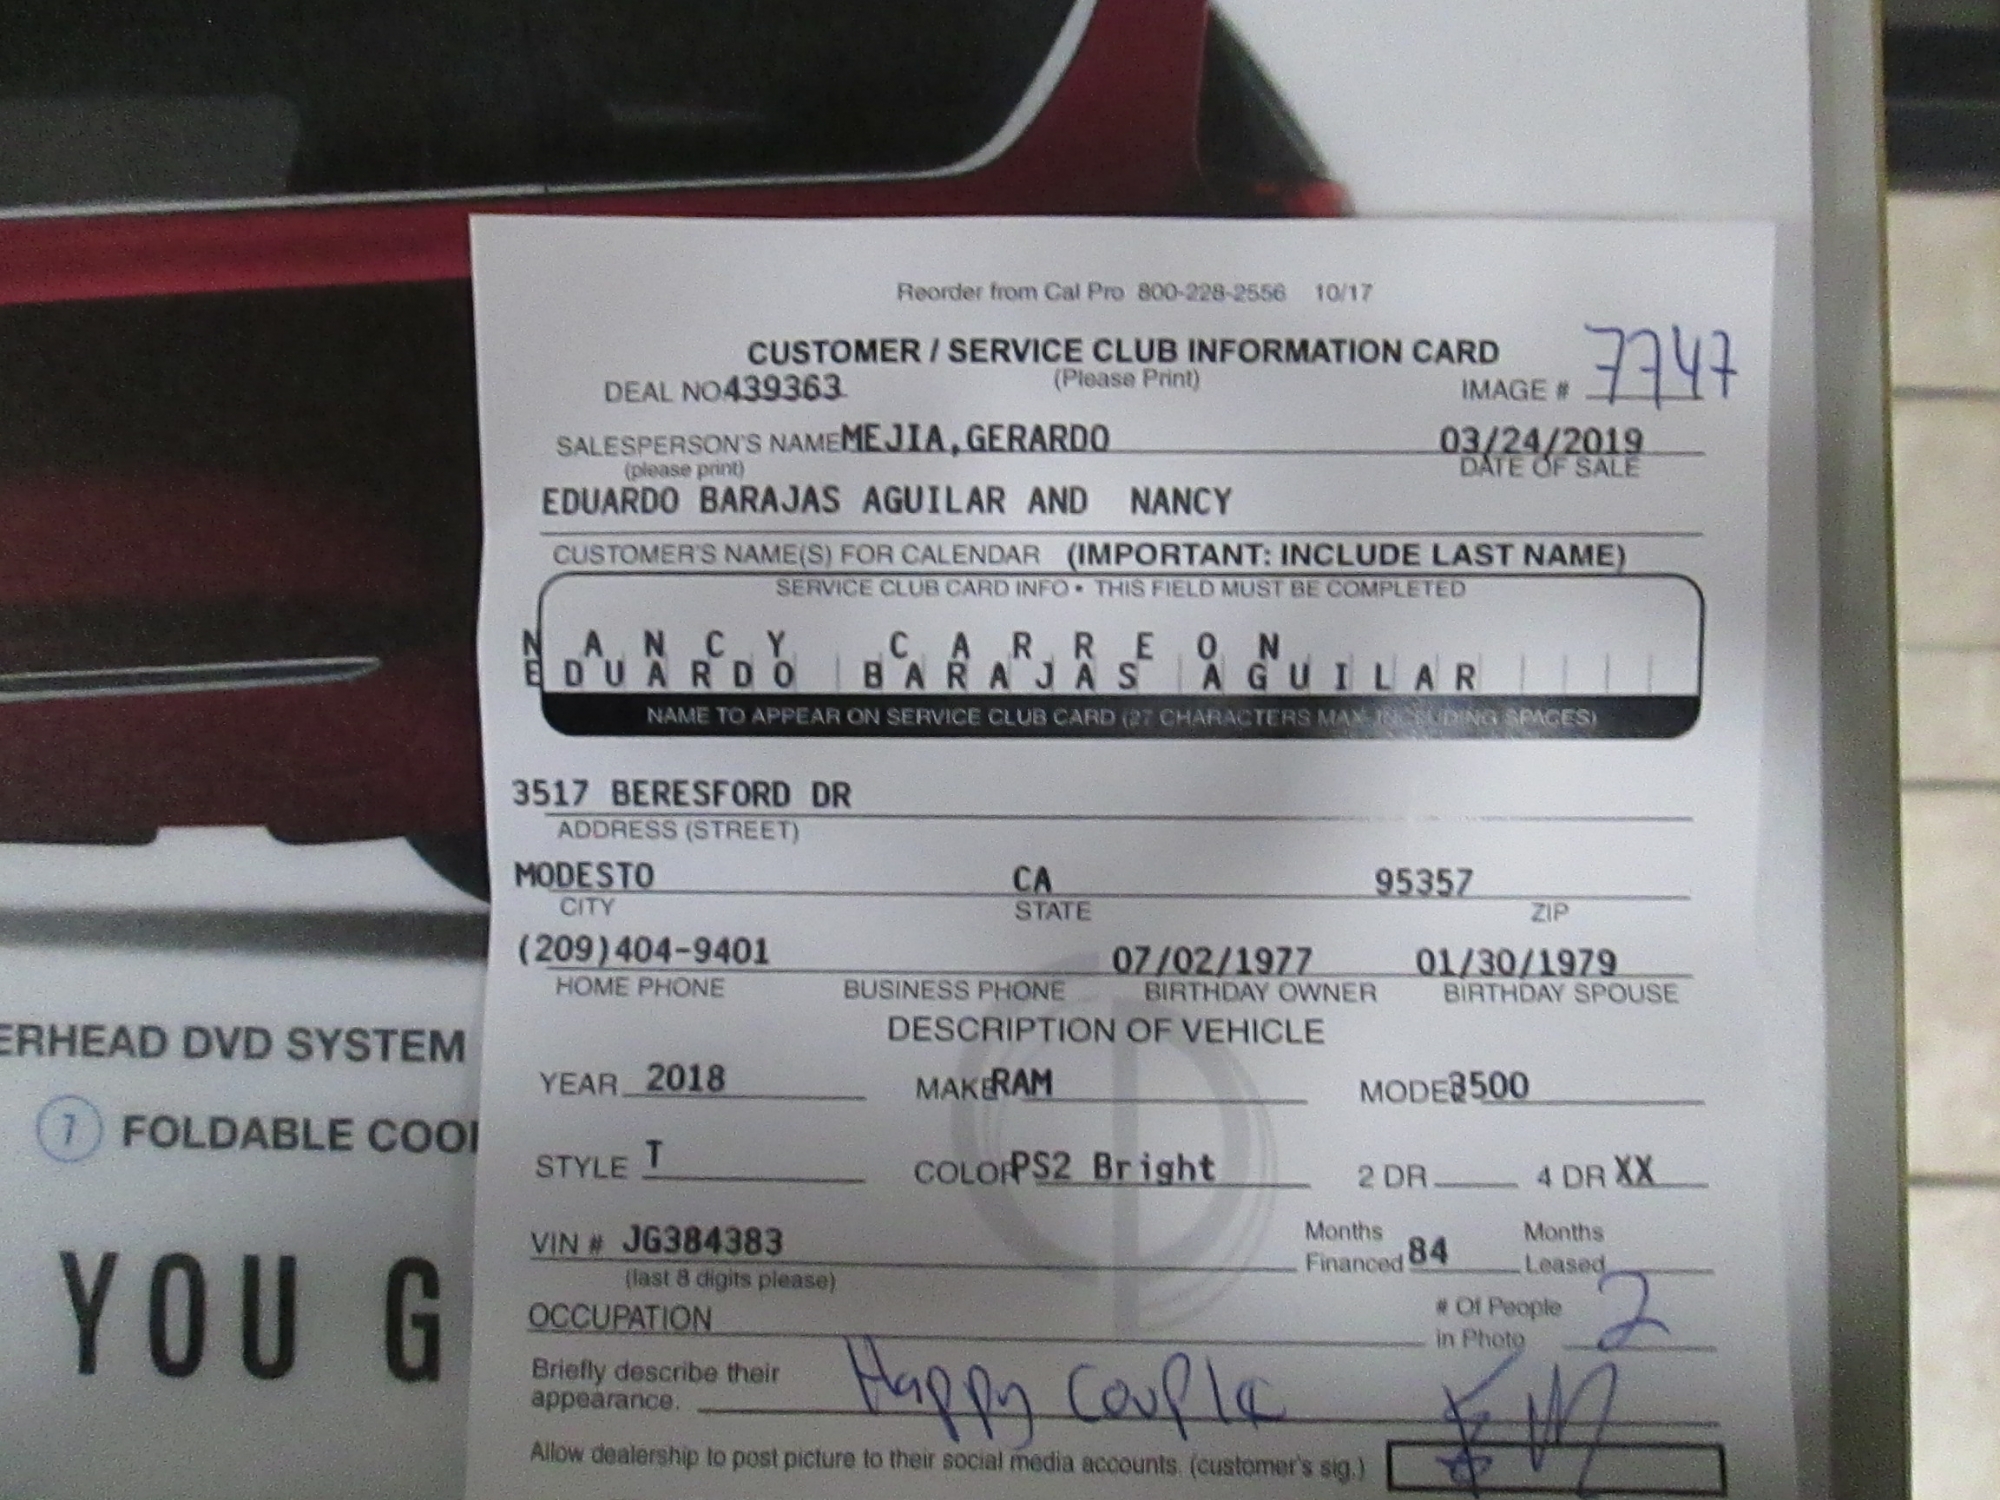 Reorder from Cal Pro 800-228-2556 10/17
CUSTOMER / SERVICE CLUB INFORMATION CARD
(Please Print)
DEAL NO 439363 IMAGE # 7747
SALESPERSON'S NAME MEJIA,GERARDO 03/24/2019
(please print) DATE OF SALE
EDUARDO BARAJAS AGUILAR AND NANCY
CUSTOMER'S NAME(S) FOR CALENDAR (IMPORTANT: INCLUDE LAST NAME)
SERVICE CLUB CARD INFO • THIS FIELD MUST BE COMPLETED
NANCY CARREON
EDUARDO BARAJAS AGUILAR
NAME TO APPEAR ON SERVICE CLUB CARD (27 CHARACTERS MAX INCLUDING SPACES)
3517 BERESFORD DR
ADDRESS (STREET)
MODESTO CA 95357
CITY STATE ZIP
(209)404-9401 07/02/1977 01/30/1979
HOME PHONE BUSINESS PHONE BIRTHDAY OWNER BIRTHDAY SPOUSE
DESCRIPTION OF VEHICLE
YEAR 2018 MAKE RAM MODEL 3500
STYLE T COLOR PS2 Bright 2 DR 4 DR XX
VIN # JG384383 Months Financed 84 Months Leased
(last 8 digits please)
OCCUPATION # Of People in Photo 2
Briefly describe their appearance. Happy Couple
Allow dealership to post picture to their social media accounts. (customer's sig.)
ERHEAD DVD SYSTEM
7 FOLDABLE COO
YOU G